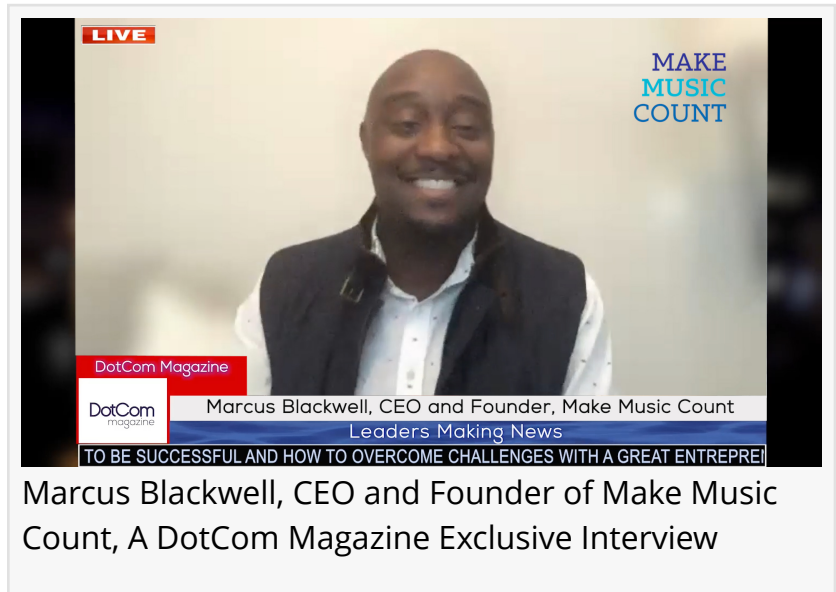 LIVE
MAKE
MUSIC
COUNT
DotCom Magazine
DotCom
magazine
Marcus Blackwell, CEO and Founder, Make Music Count
Leaders Making News
TO BE SUCCESSFUL AND HOW TO OVERCOME CHALLENGES WITH A GREAT ENTREPREN
Marcus Blackwell, CEO and Founder of Make Music
Count, A DotCom Magazine Exclusive Interview